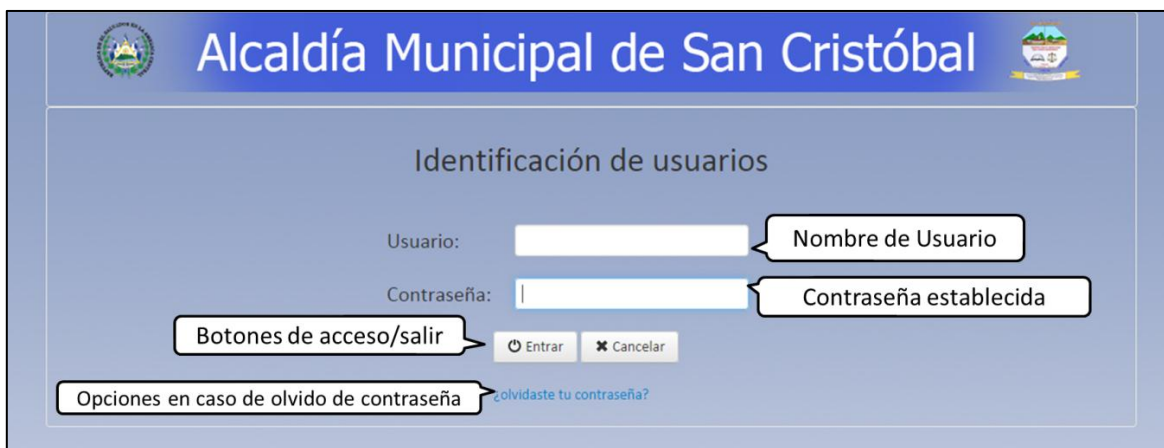 Alcaldía Municipal de San Cristóbal
Identificación de usuarios
Usuario:
Nombre de Usuario
Contraseña:
Contraseña establecida
Botones de acceso/salir
Entrar
Cancelar
Opciones en caso de olvido de contraseña
¿olvidaste tu contraseña?